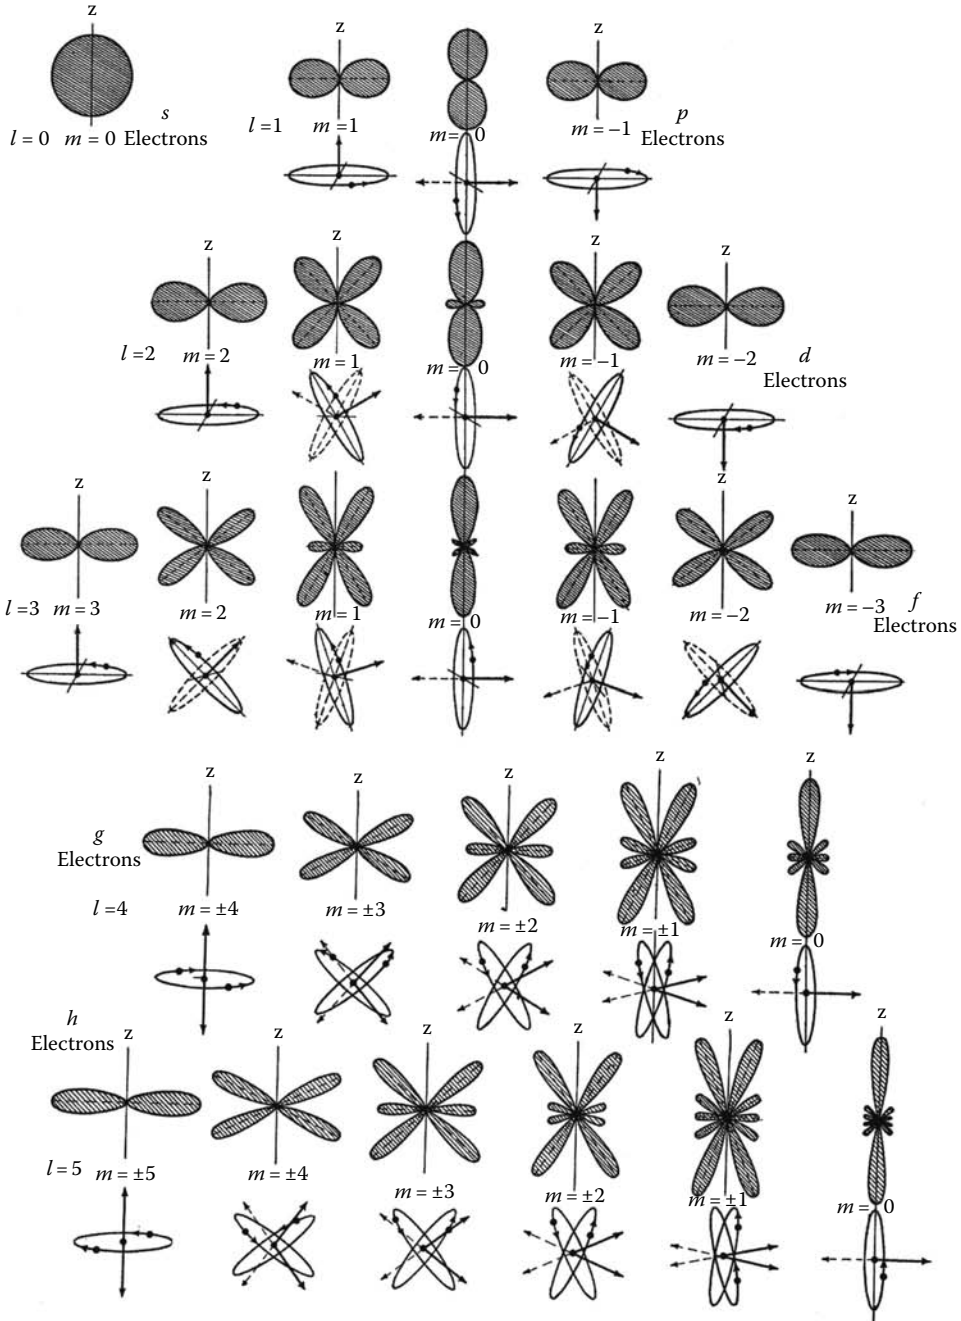 z
z
z
s
p
l = 0 m = 0 Electrons
l = 1 m = 1
m = 0
m = −1 Electrons
z
z
z
z
l = 2 m = 2
m = 1
m = 0
m = −1
m = −2
d
Electrons
z
z
z
z
l = 3 m = 3
m = 2
m = 1
m = 0
m = −1
m = −2
m = −3
f
Electrons
z
z
z
z
z
g
Electrons
l = 4
m = ±4
m = ±3
m = ±2
m = ±1
m = 0
h
Electrons
z
z
z
z
z
z
l = 5 m = ±5
m = ±4
m = ±3
m = ±2
m = ±1
m = 0